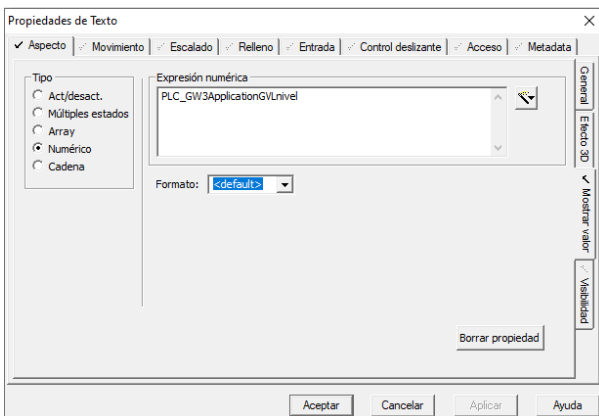 Propiedades de Texto
Aspecto Movimiento Escalado Relleno Entrada Control deslizante Acceso Metadata
Tipo
Act/desact.
Múltiples estados
Array
Numérico
Cadena
Expresión numérica
PLC_GW3ApplicationGVLnivel
Formato: <default>
Borrar propiedad
General
Efecto 3D
Mostrar valor
Visibilidad
Aceptar Cancelar Aplicar Ayuda